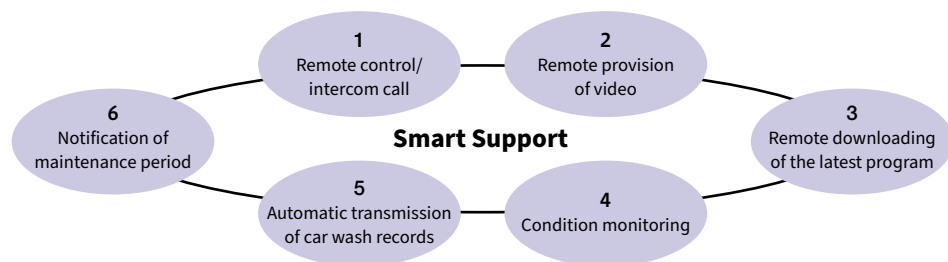 1
Remote control/
intercom call
2
Remote provision
of video
3
Remote downloading
of the latest program
4
Condition monitoring
5
Automatic transmission
of car wash records
6
Notification of
maintenance period
Smart Support